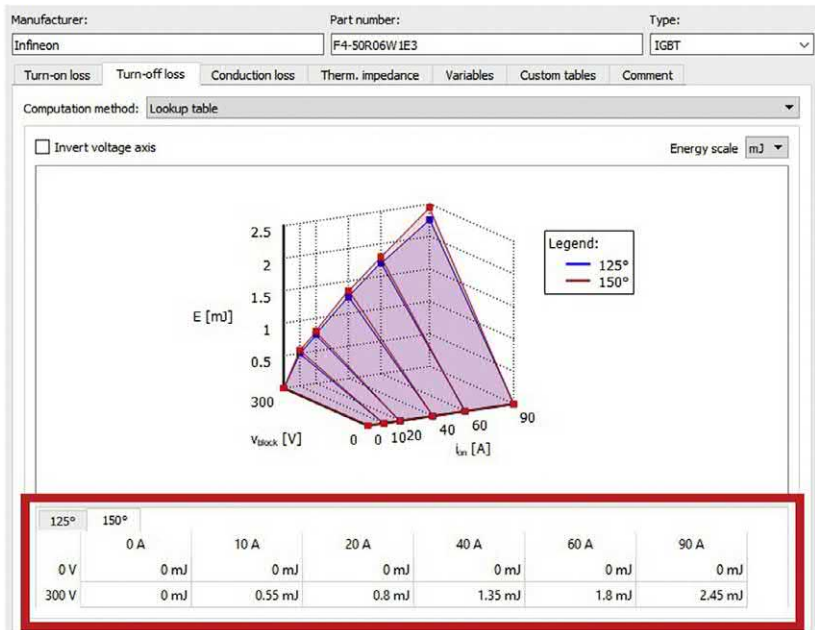 Manufacturer: Part number: Type:
Infineon F4-50R06W1E3 IGBT
Turn-on loss Turn-off loss Conduction loss Therm. impedance Variables Custom tables Comment
Computation method: Lookup table
Invert voltage axis Energy scale mJ
2.5
2
1.5
1
0.5
300
E [mJ]
Vblock [V]
0 0 10 20 40 60 90
ion [A]
Legend:
125°
150°
125° 150°
0 A 10 A 20 A 40 A 60 A 90 A
0 V 0 mJ 0 mJ 0 mJ 0 mJ 0 mJ 0 mJ
300 V 0 mJ 0.55 mJ 0.8 mJ 1.35 mJ 1.8 mJ 2.45 mJ